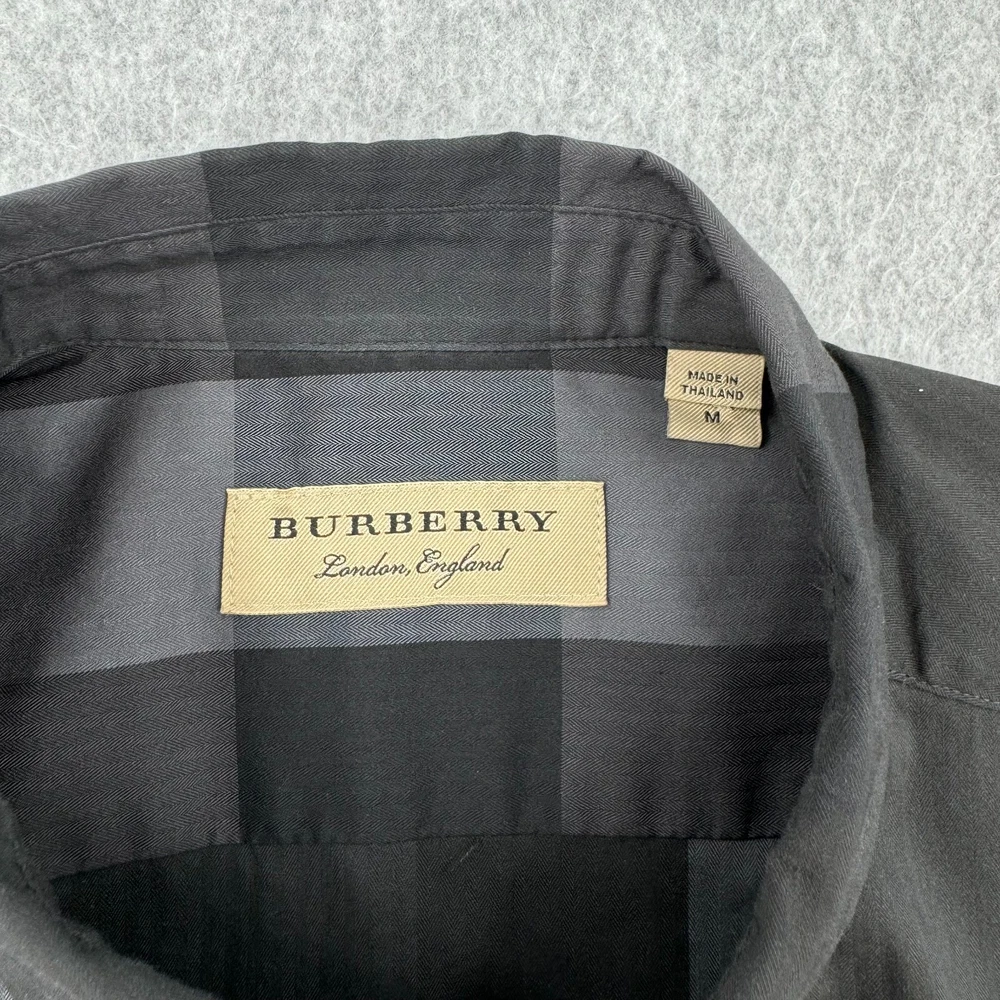 MADE IN
THAILAND
M
BURBERRY
London, England